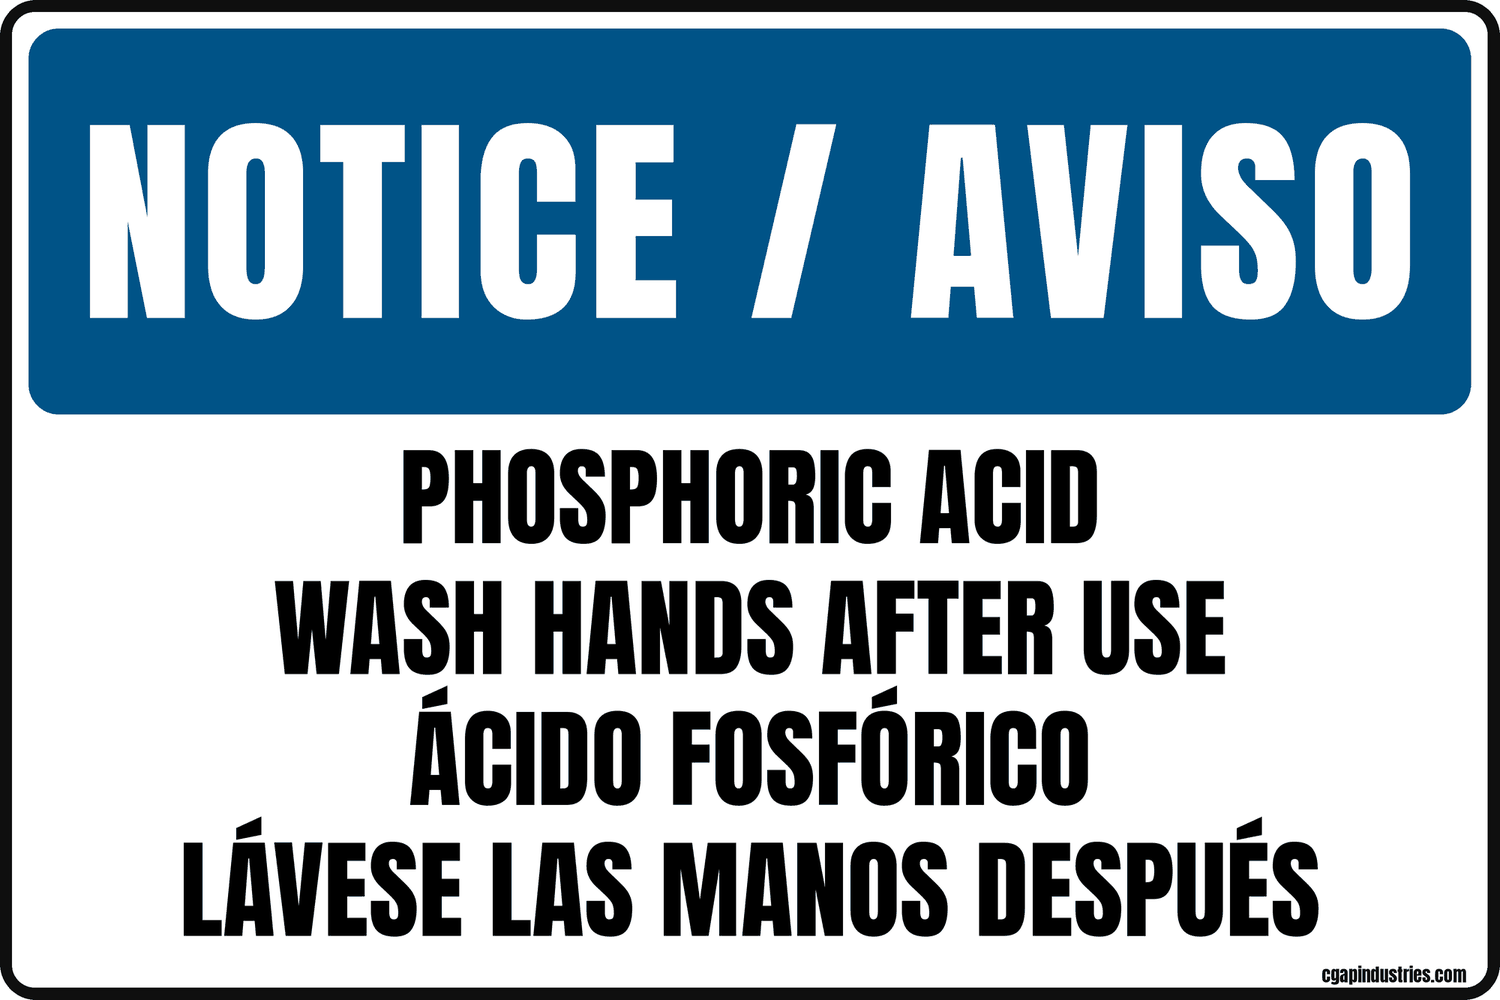 NOTICE / AVISO
PHOSPHORIC ACID
WASH HANDS AFTER USE
ÁCIDO FOSFÓRICO
LÁVESE LAS MANOS DESPUÉS
cgapindustries.com